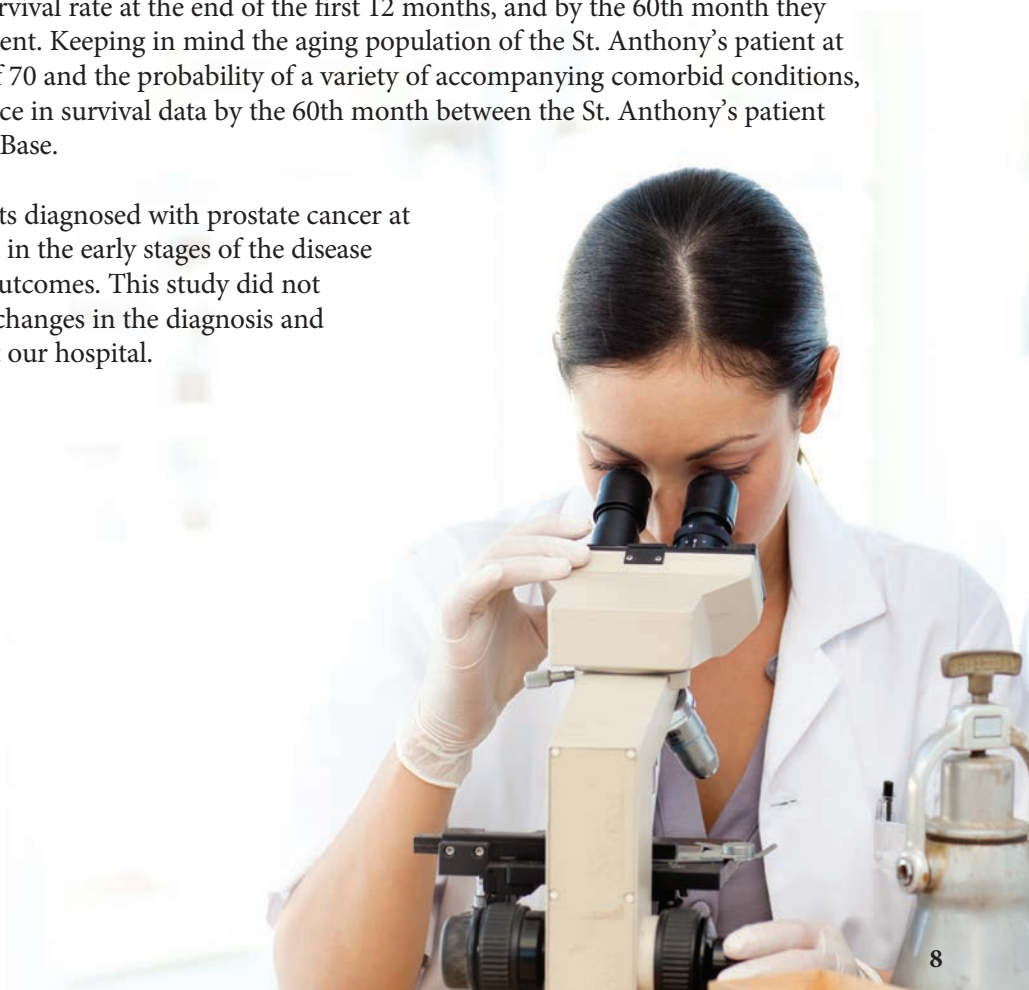 rvival rate at the end of the first 12 months, and by the 60th month they
ent. Keeping in mind the aging population of the St. Anthony’s patient at
f 70 and the probability of a variety of accompanying comorbid conditions,
ce in survival data by the 60th month between the St. Anthony’s patient
Base.
ts diagnosed with prostate cancer at
in the early stages of the disease
utcomes. This study did not
changes in the diagnosis and
our hospital.
8